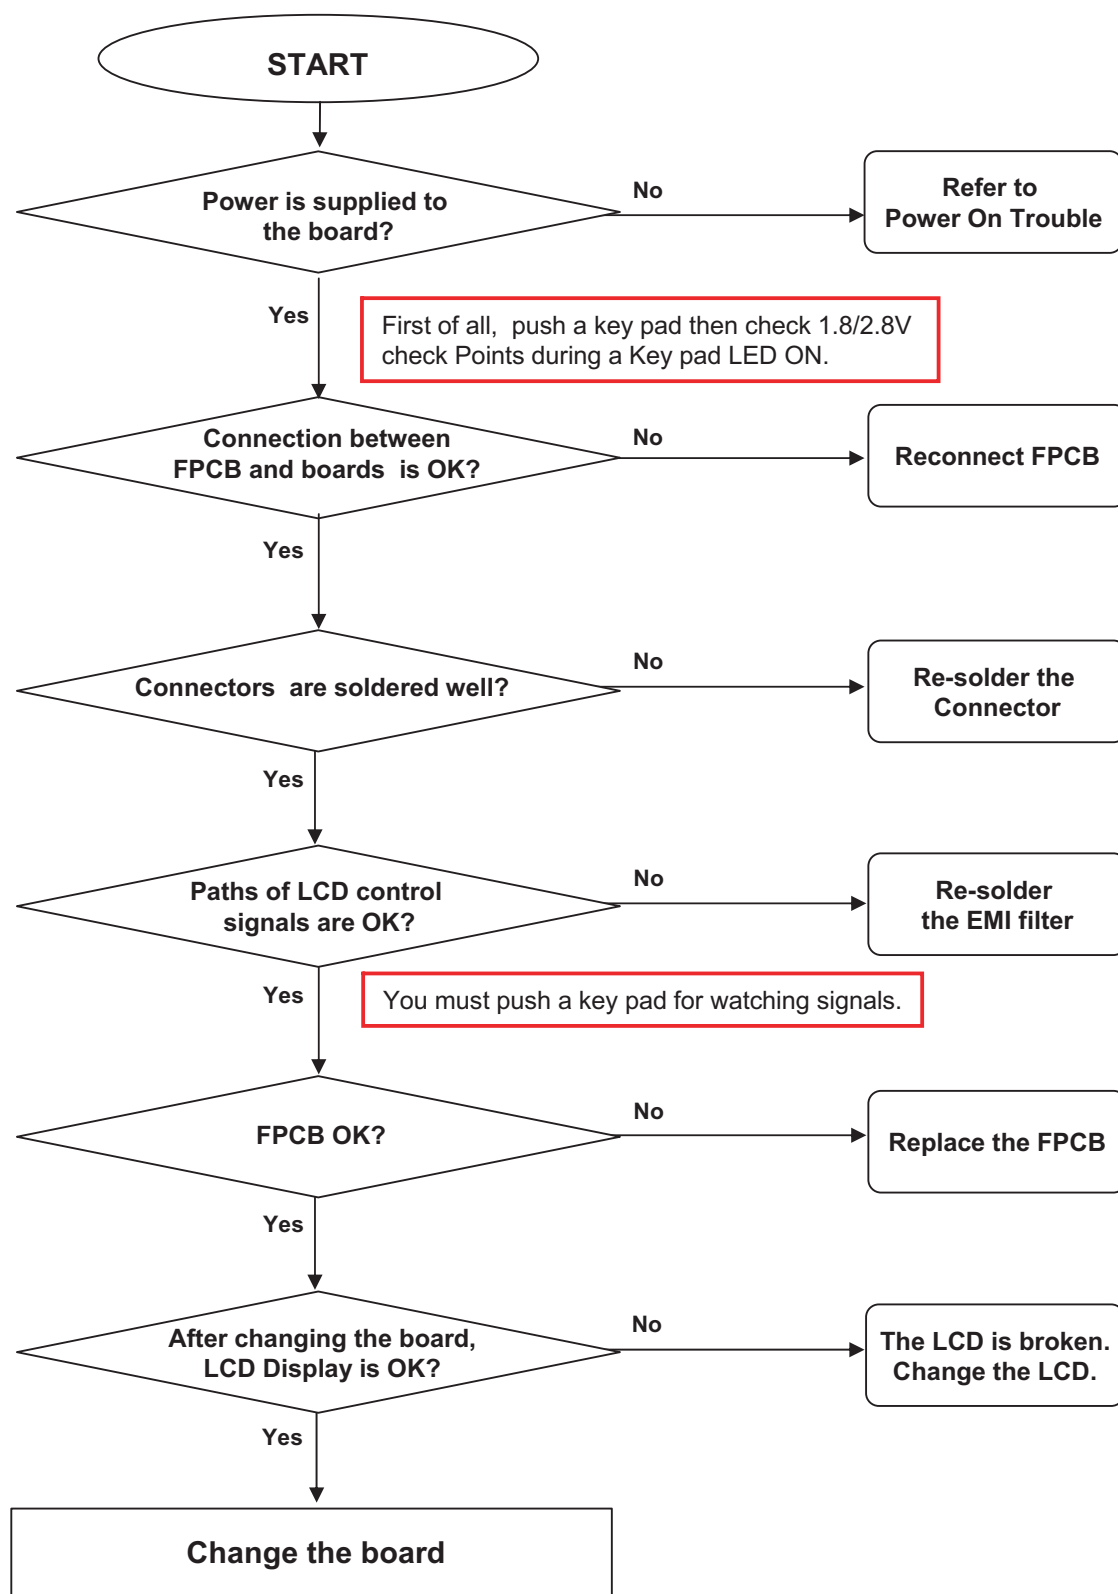 START
Power is supplied to
the board?
No
Refer to
Power On Trouble
Yes
First of all, push a key pad then check 1.8/2.8V
check Points during a Key pad LED ON.
Connection between
FPCB and boards is OK?
No
Reconnect FPCB
Yes
Connectors are soldered well?
No
Re-solder the
Connector
Yes
Paths of LCD control
signals are OK?
No
Re-solder
the EMI filter
Yes
You must push a key pad for watching signals.
FPCB OK?
No
Replace the FPCB
Yes
After changing the board,
LCD Display is OK?
No
The LCD is broken.
Change the LCD.
Yes
Change the board